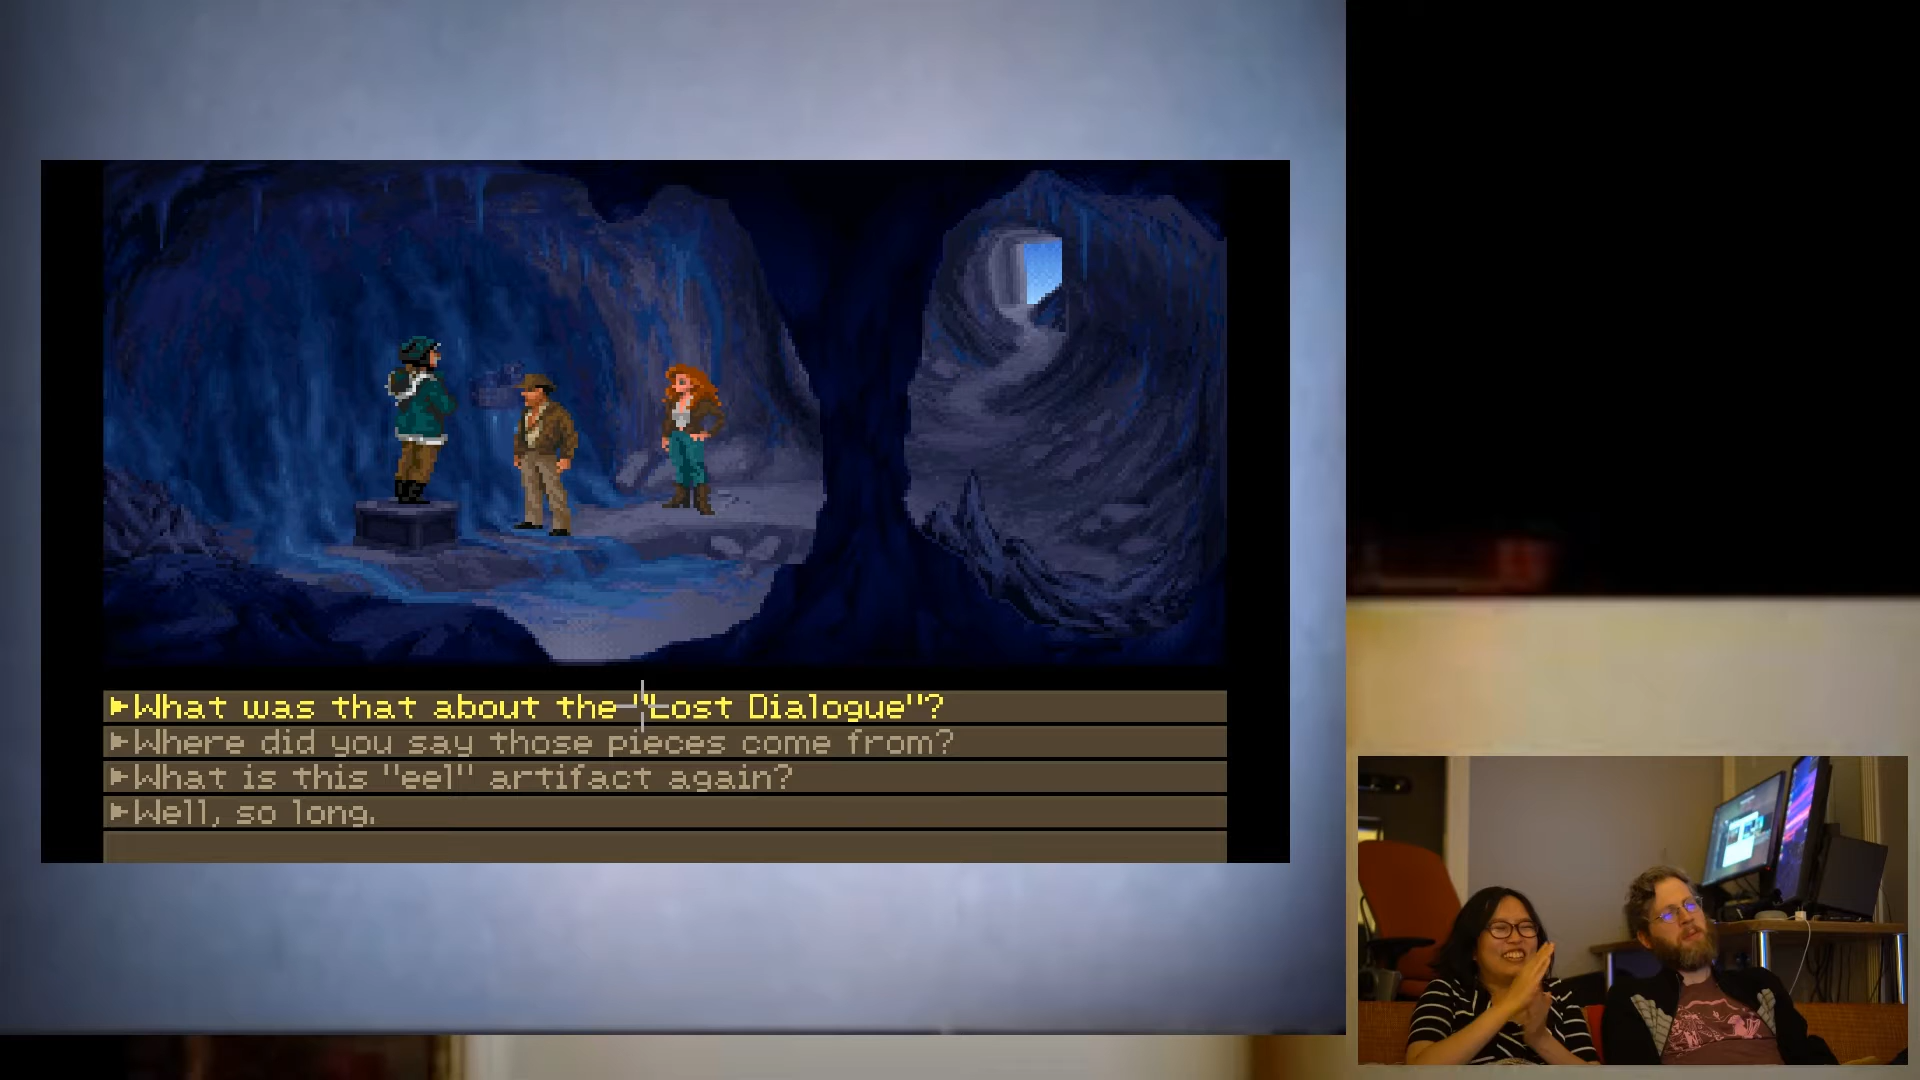 ►What was that about the "Lost Dialogue"?
►Where did you say those pieces come from?
►What is this "eel" artifact again?
►Well, so long.